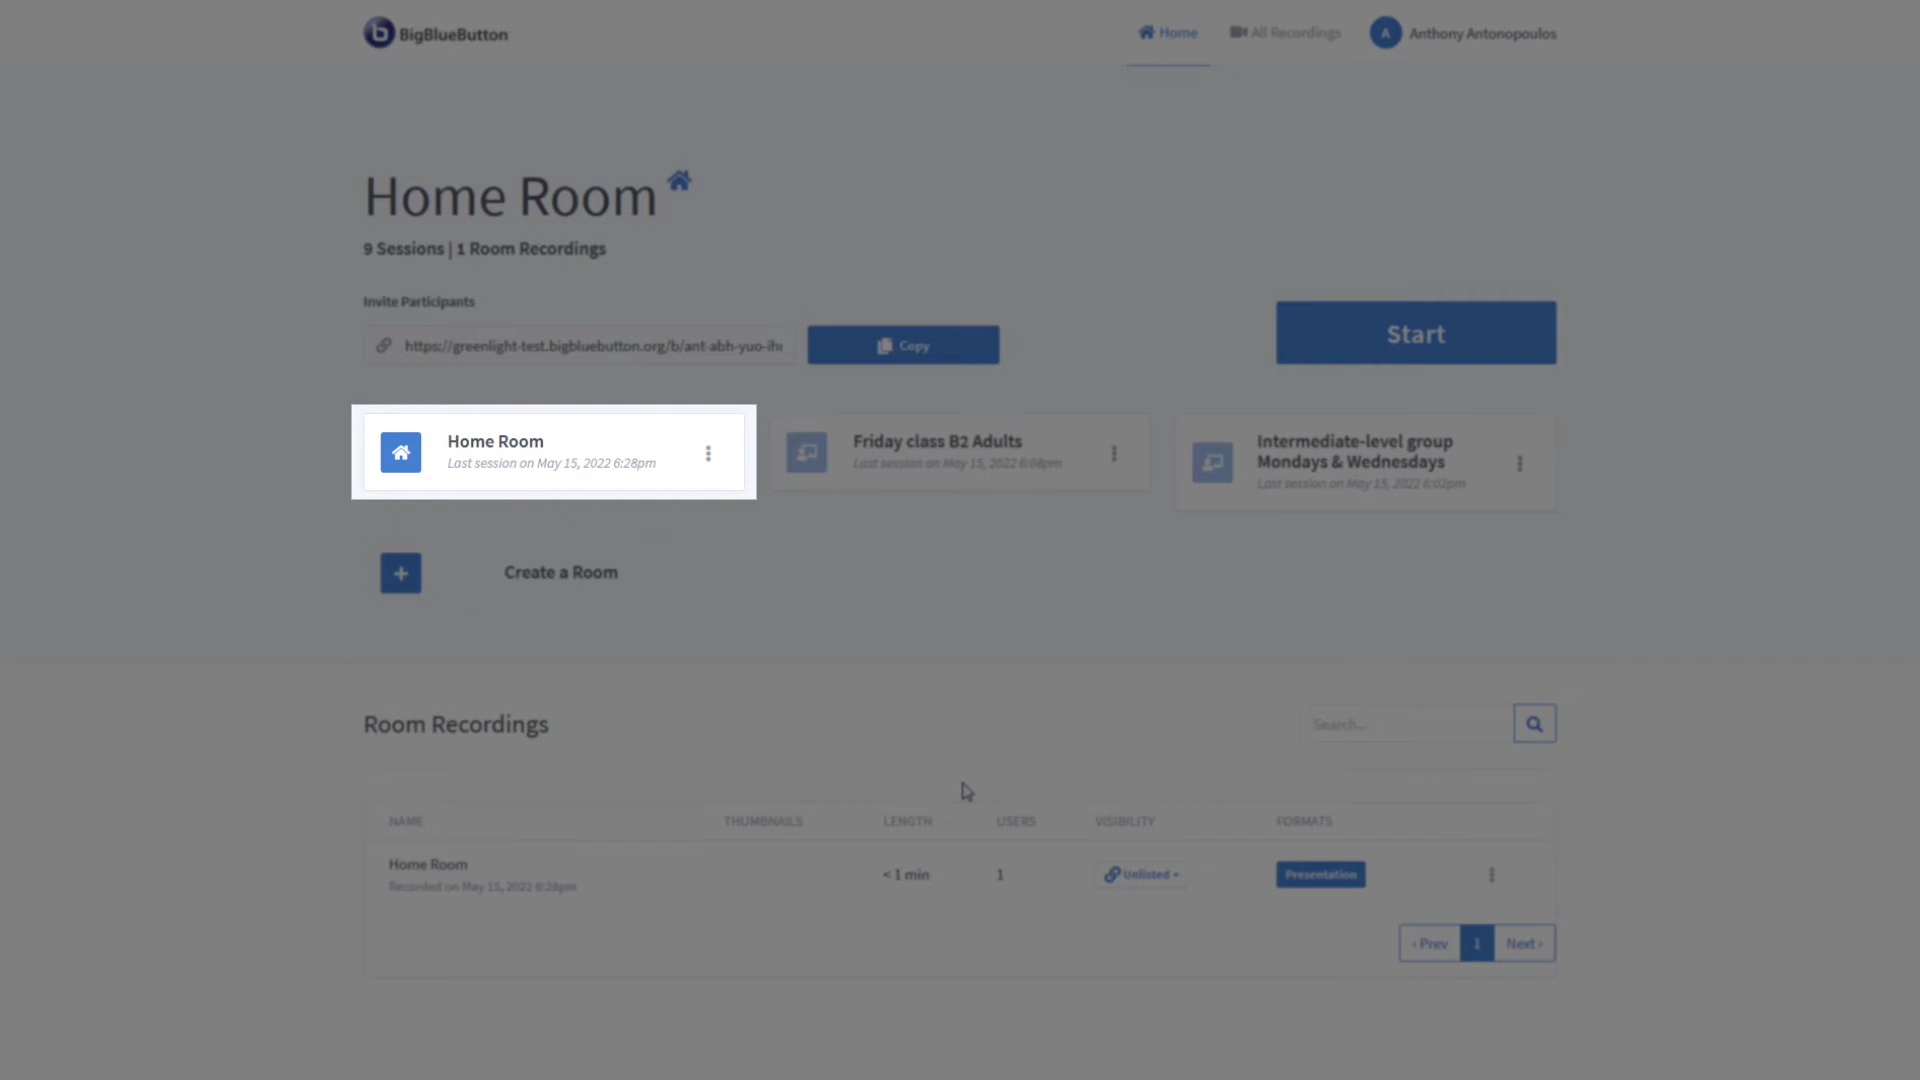 BigBlueButton
Home
All Recordings
A
Anthony Antonopoulos
Home Room
9 Sessions | 1 Room Recordings
Invite Participants
https://greenlight-test.bigbluebutton.org/b/ant-abh-yuo-ih
Copy
Start
Home Room
Last session on May 15, 2022 6:28pm
Friday class B2 Adults
Last session on May 15, 2022 6:08pm
Intermediate-level group
Mondays & Wednesdays
Last session on May 15, 2022 6:02pm
Create a Room
Room Recordings
Search...
NAME THUMBNAILS LENGTH USERS VISIBILITY FORMATS
Home Room
Recorded on May 15, 2022 6:28pm
< 1 min
1
Unlisted
Presentation
‹ Prev 1 Next ›